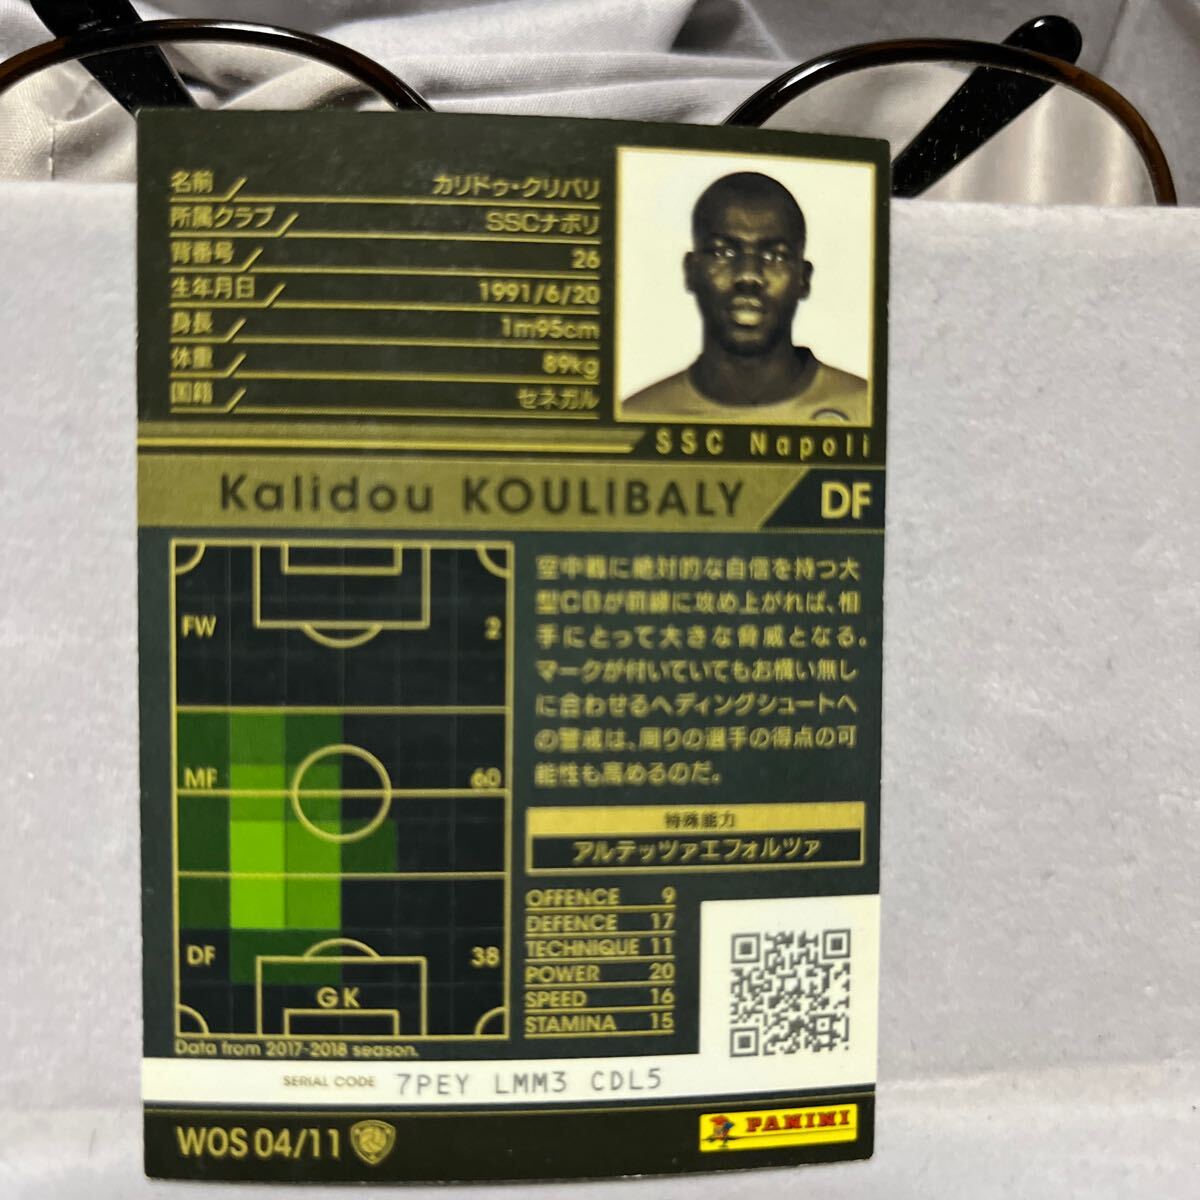 名前 カリドゥ・クリバリ
所属クラブ SSCナポリ
背番号 26
生年月日 1991/6/20
身長 1m95cm
体重 89kg
国籍 セネガル
SSC Napoli
Kalidou KOULIBALY DF
FW 2
MF 60
DF 38
GK
Data from 2017-2018 season.
空中戦に絶対的な自信を持つ大
型CBが前線に攻め上がれば、相
手にとって大きな脅威となる。
マークが付いていてもお構い無し
に合わせるヘディングシュートへ
の警戒は、周りの選手の得点の可
能性も高めるのだ。
特殊能力
アルテッツァエフォルツァ
OFFENCE 9
DEFENCE 17
TECHNIQUE 11
POWER 20
SPEED 16
STAMINA 15
SERIAL CODE 7PEY LMM3 CDL5
WOS 04/11
PANINI